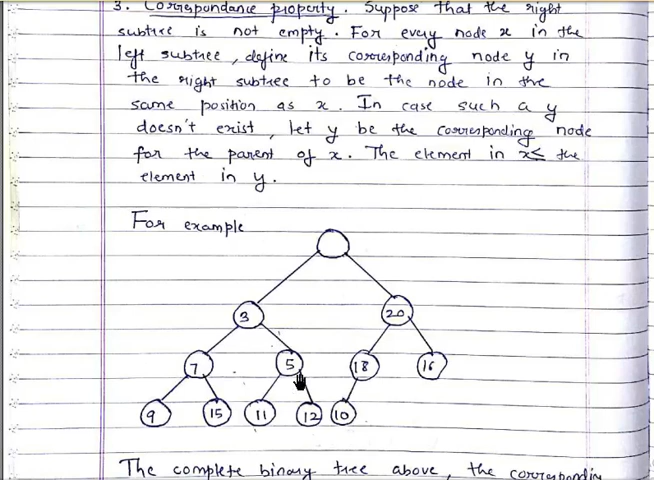 3. Correspondance property. Suppose that the right
subtree is not empty. For every node x in the
left subtree, define its corresponding node y in
the right subtree to be the node in the
same position as x. In case such a y
doesn't exist, let y be the corresponding node
for the parent of x. The element in x≤ the
element in y.
For example
3
20
7
5
18
16
9
15
11
12
10
The complete binary tree above, the correspondin